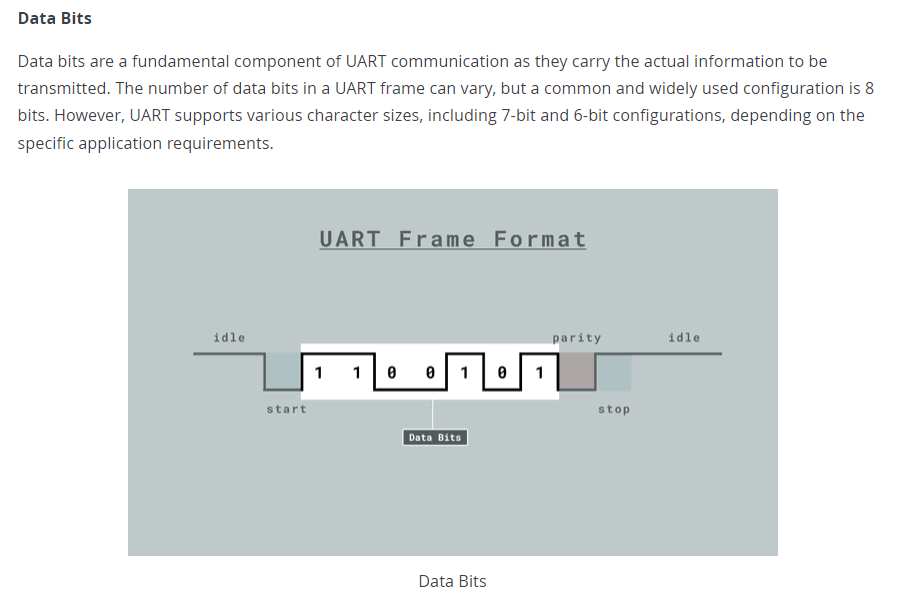 Data Bits
Data bits are a fundamental component of UART communication as they carry the actual information to be
transmitted. The number of data bits in a UART frame can vary, but a common and widely used configuration is 8
bits. However, UART supports various character sizes, including 7-bit and 6-bit configurations, depending on the
specific application requirements.
UART Frame Format
idle parity idle
1 1 0 0 1 0 1
start stop
Data Bits
Data Bits